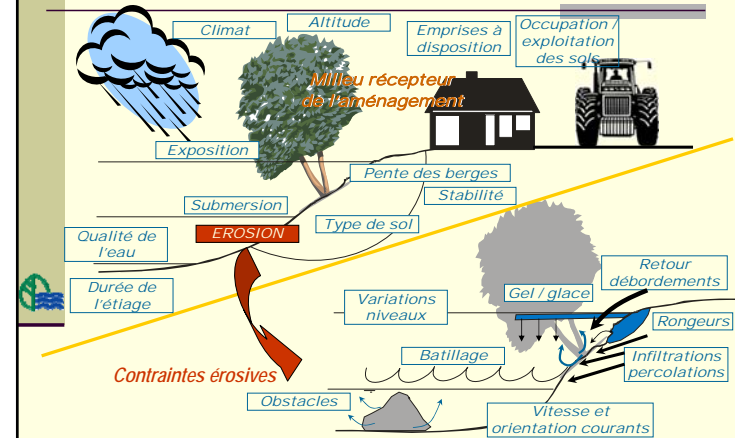 Climat
Altitude
Emprises à
disposition
Occupation /
exploitation
des sols
Milieu récepteur
de l'aménagement
Exposition
Pente des berges
Stabilité
Submersion
Type de sol
EROSION
Qualité de
l'eau
Durée de
l'étiage
Retour
débordements
Gel / glace
Variations
niveaux
Rongeurs
Batillage
Infiltrations
percolations
Contraintes érosives
Obstacles
Vitesse et
orientation courants